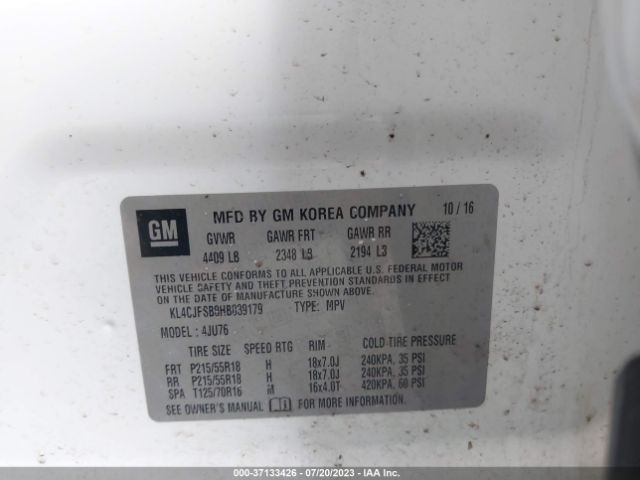 GM
MFD BY GM KOREA COMPANY 10 / 16
GVWR GAWR FRT GAWR RR
4409 LB 2348 LB 2194 LB
THIS VEHICLE CONFORMS TO ALL APPLICABLE U.S. FEDERAL MOTOR
VEHICLE SAFETY AND THEFT PREVENTION STANDARDS IN EFFECT
ON THE DATE OF MANUFACTURE SHOWN ABOVE.
KL4CJFSB9HB039179 TYPE: MPV
MODEL: 4JU76
TIRE SIZE SPEED RTG RIM COLD TIRE PRESSURE
FRT P215/55R18 H 18x7.0J 240KPA, 35 PSI
RR P215/55R18 H 18x7.0J 240KPA, 35 PSI
SPA T125/70R16 M 16x4.0T 420KPA, 60 PSI
SEE OWNER'S MANUAL FOR MORE INFORMATION
000-37133426 - 07/20/2023 - IAA Inc.